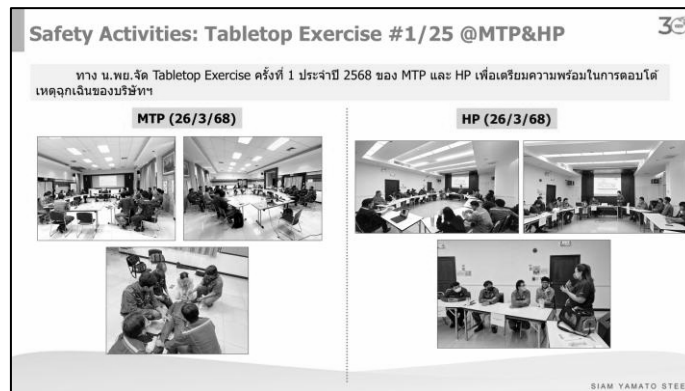 Safety Activities: Tabletop Exercise #1/25 @MTP&HP
30
ทาง น.พย.จัด Tabletop Exercise ครั้งที่ 1 ประจำปี 2568 ของ MTP และ HP เพื่อเตรียมความพร้อมในการตอบโต้
เหตุฉุกเฉินของบริษัทฯ
MTP (26/3/68)
HP (26/3/68)
SIAM YAMATO STEE